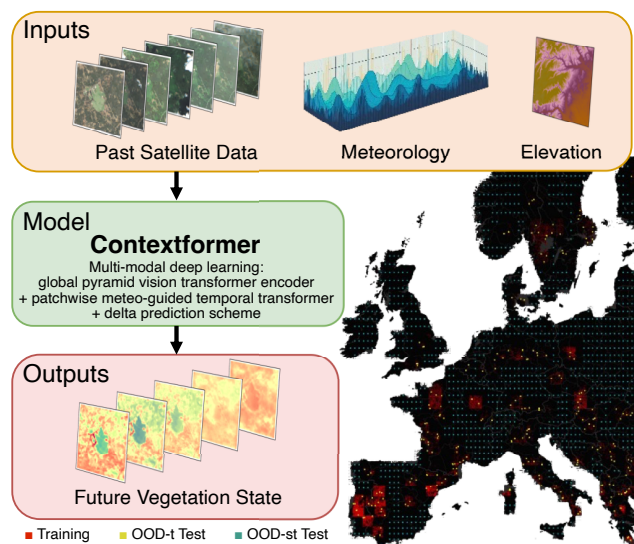 Inputs
Past Satellite Data
Meteorology
Elevation
Model
Contextformer
Multi-modal deep learning:
global pyramid vision transformer encoder
+ patchwise meteo-guided temporal transformer
+ delta prediction scheme
Outputs
Future Vegetation State
Training
OOD-t Test
OOD-st Test